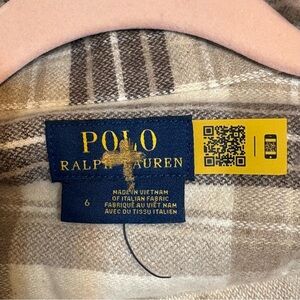 POLO
RALPH LAUREN
6
MADE IN VIETNAM
OF ITALIAN FABRIC
FABRIQUÉ AU VIET NAM
AVEC DU TISSU ITALIEN